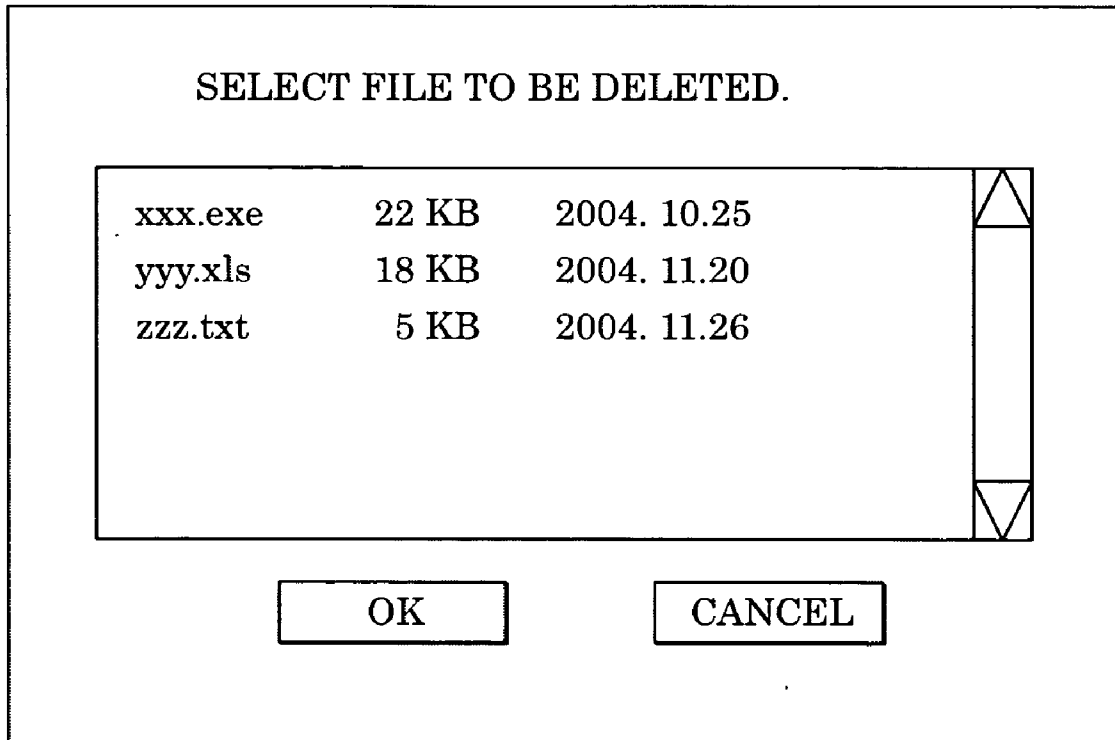 SELECT FILE TO BE DELETED.
xxx.exe 22 KB 2004. 10.25
yyy.xls 18 KB 2004. 11.20
zzz.txt 5 KB 2004. 11.26
OK CANCEL